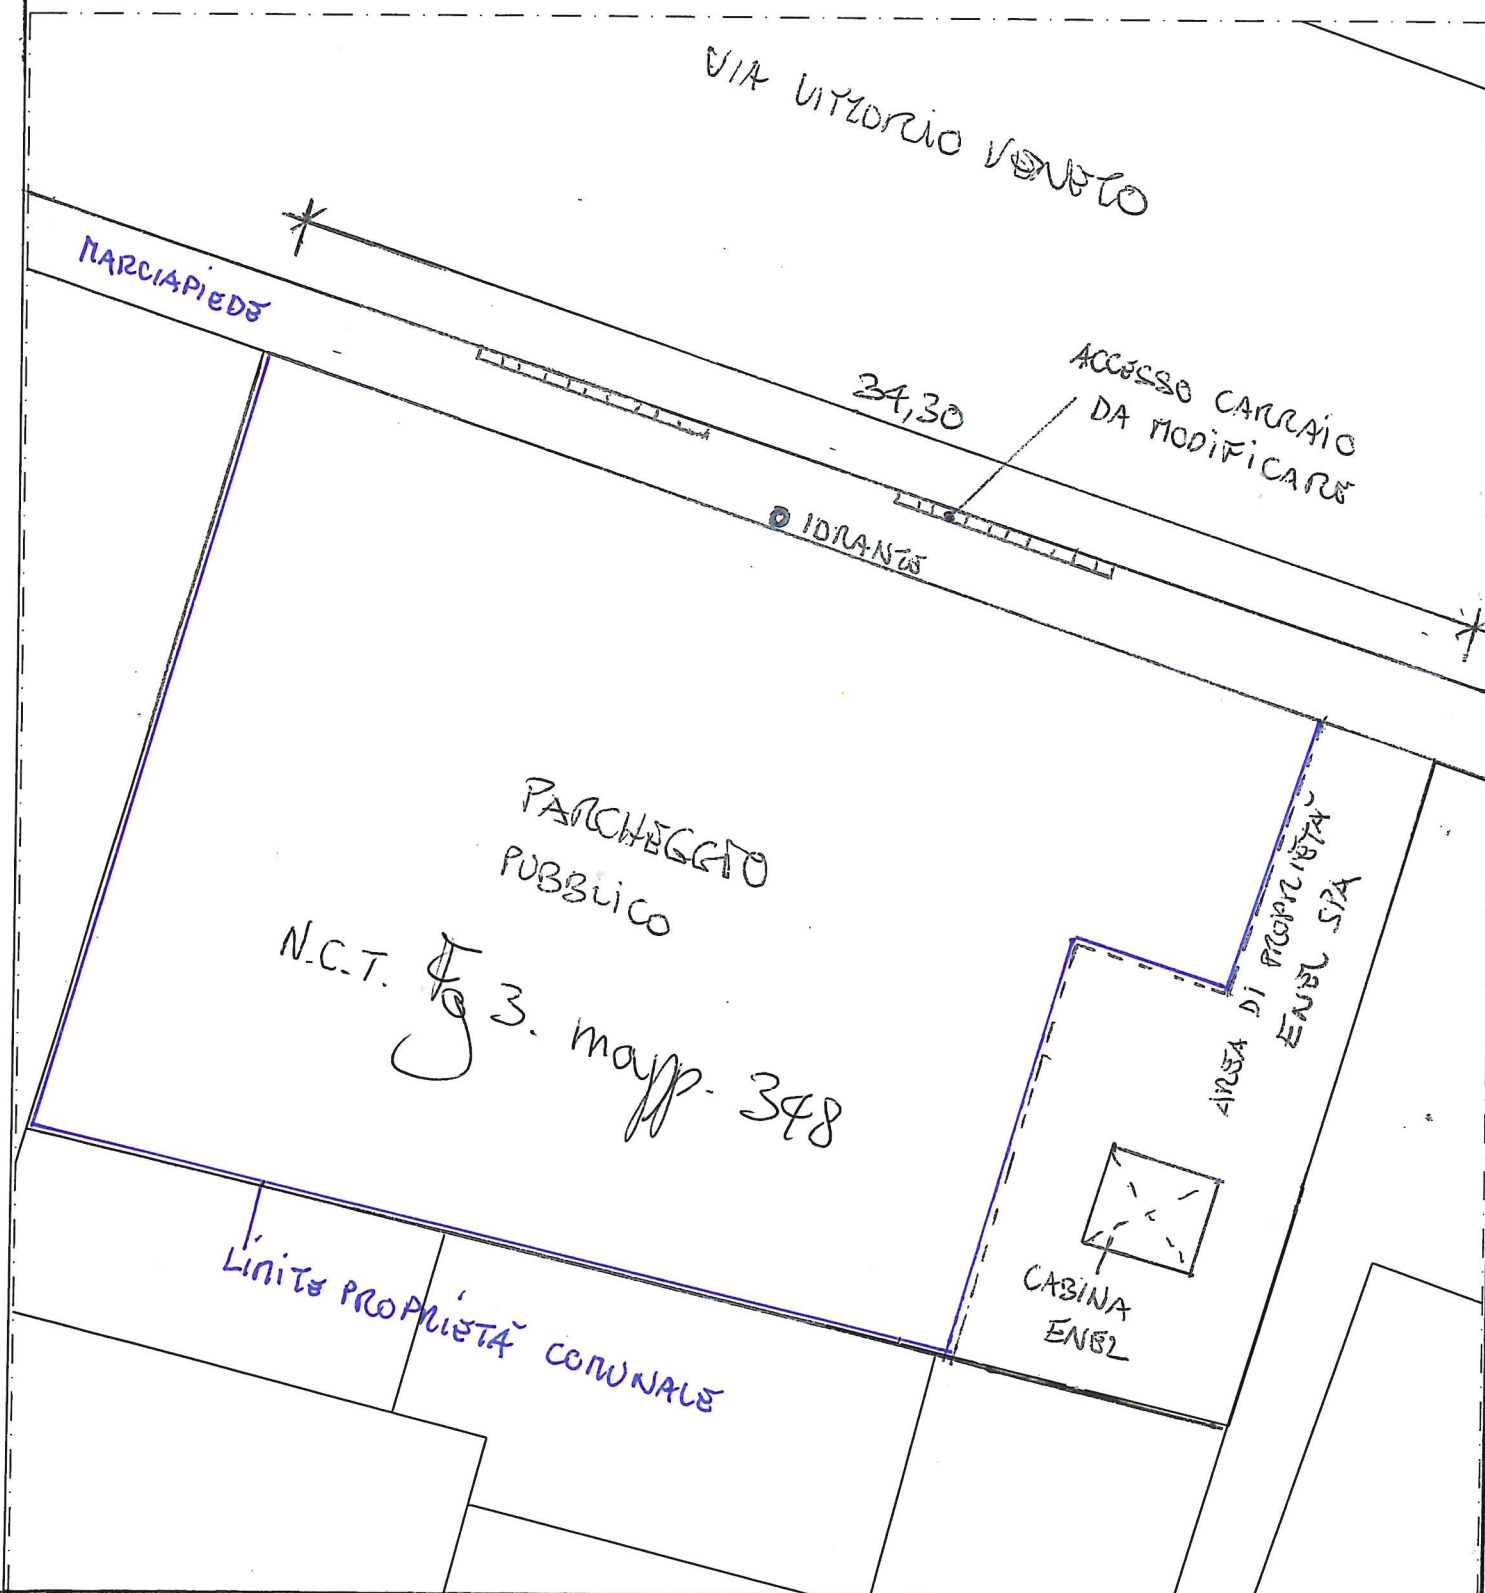 VIA VITTORIO VENETO
MARCIAPIEDE
34,30
ACCESSO CARRAIO
DA MODIFICARE
IDRANTE
PARCHEGGIO
PUBBLICO
N.C.T. Fg 3. mapp. 348
AREA DI PROPRIETA'
ENEL SPA
CABINA
ENEL
LIMITE PROPRIETÀ COMUNALE